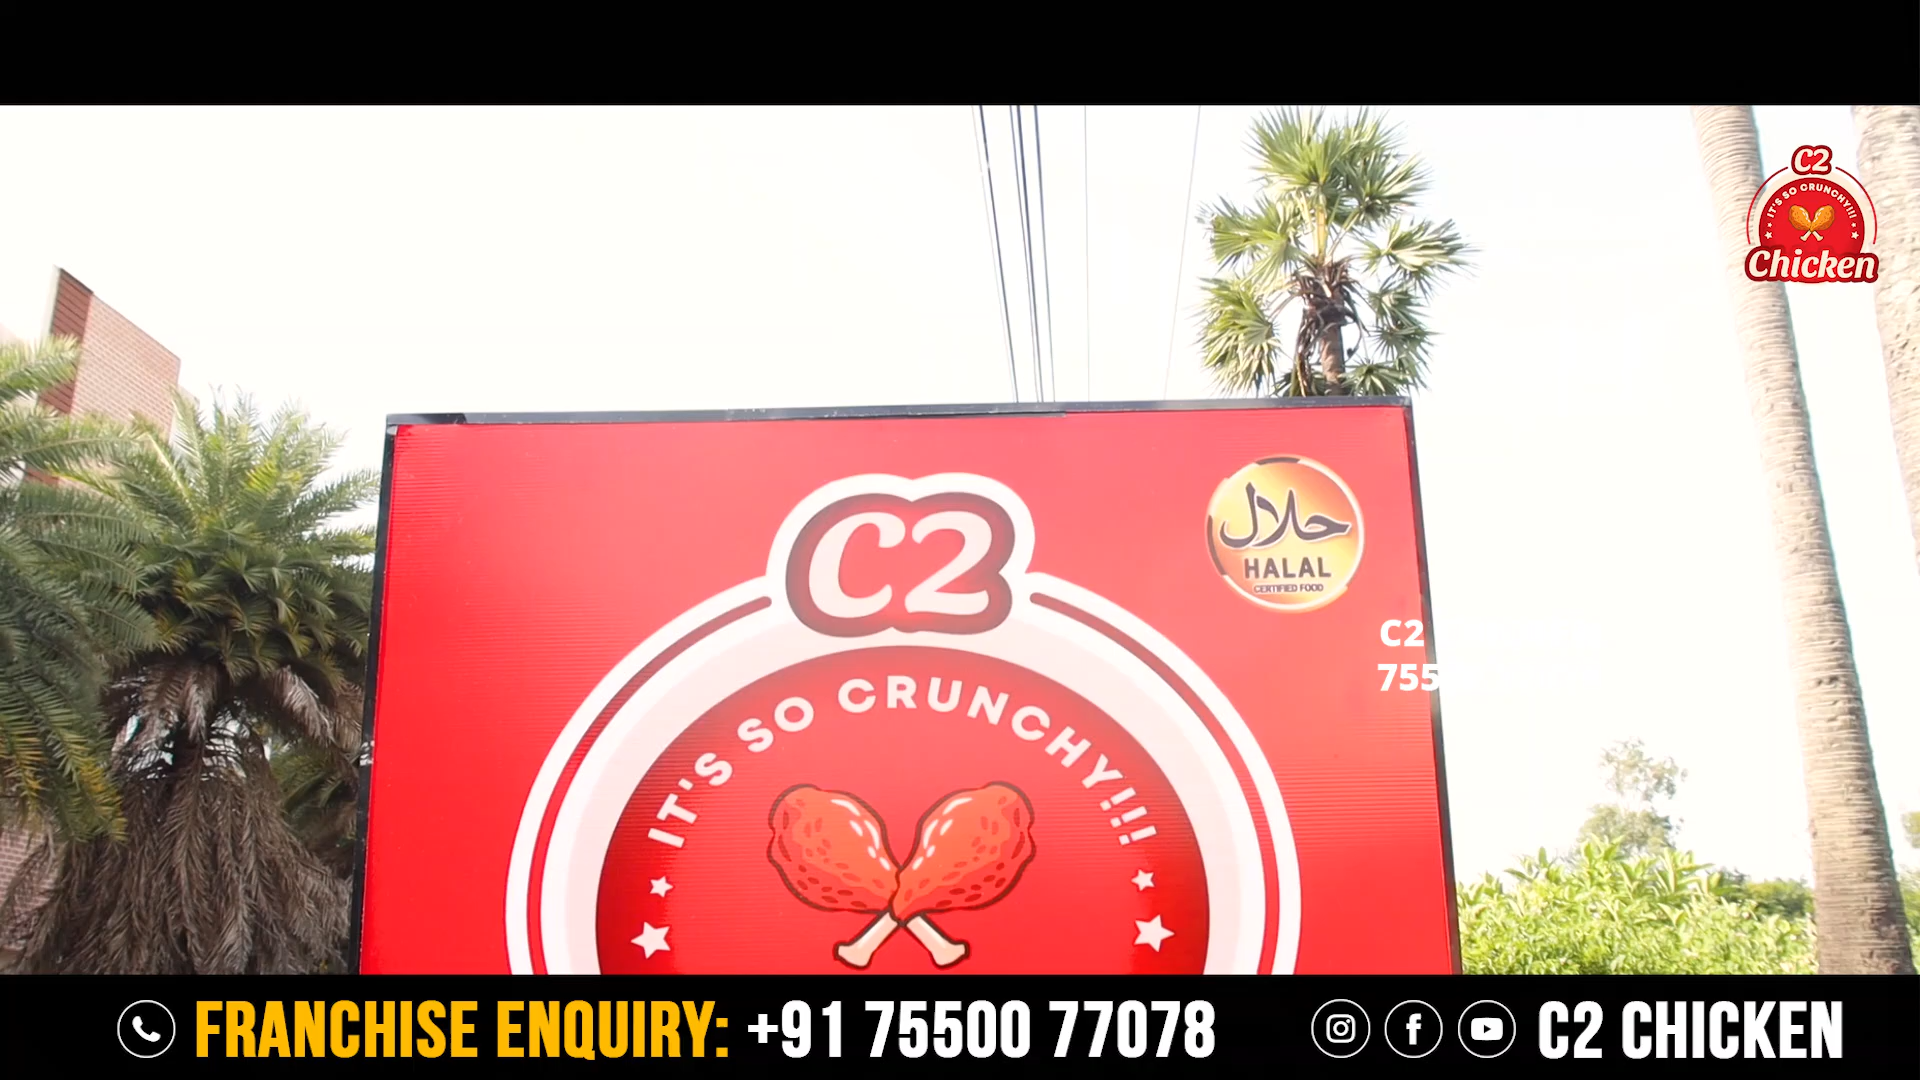 C2
IT'S SO CRUNCHY!!!
Chicken
حلال
HALAL
CERTIFIED FOOD
C2
IT'S SO CRUNCHY!!!
C2
755
FRANCHISE ENQUIRY: +91 75500 77078
C2 CHICKEN